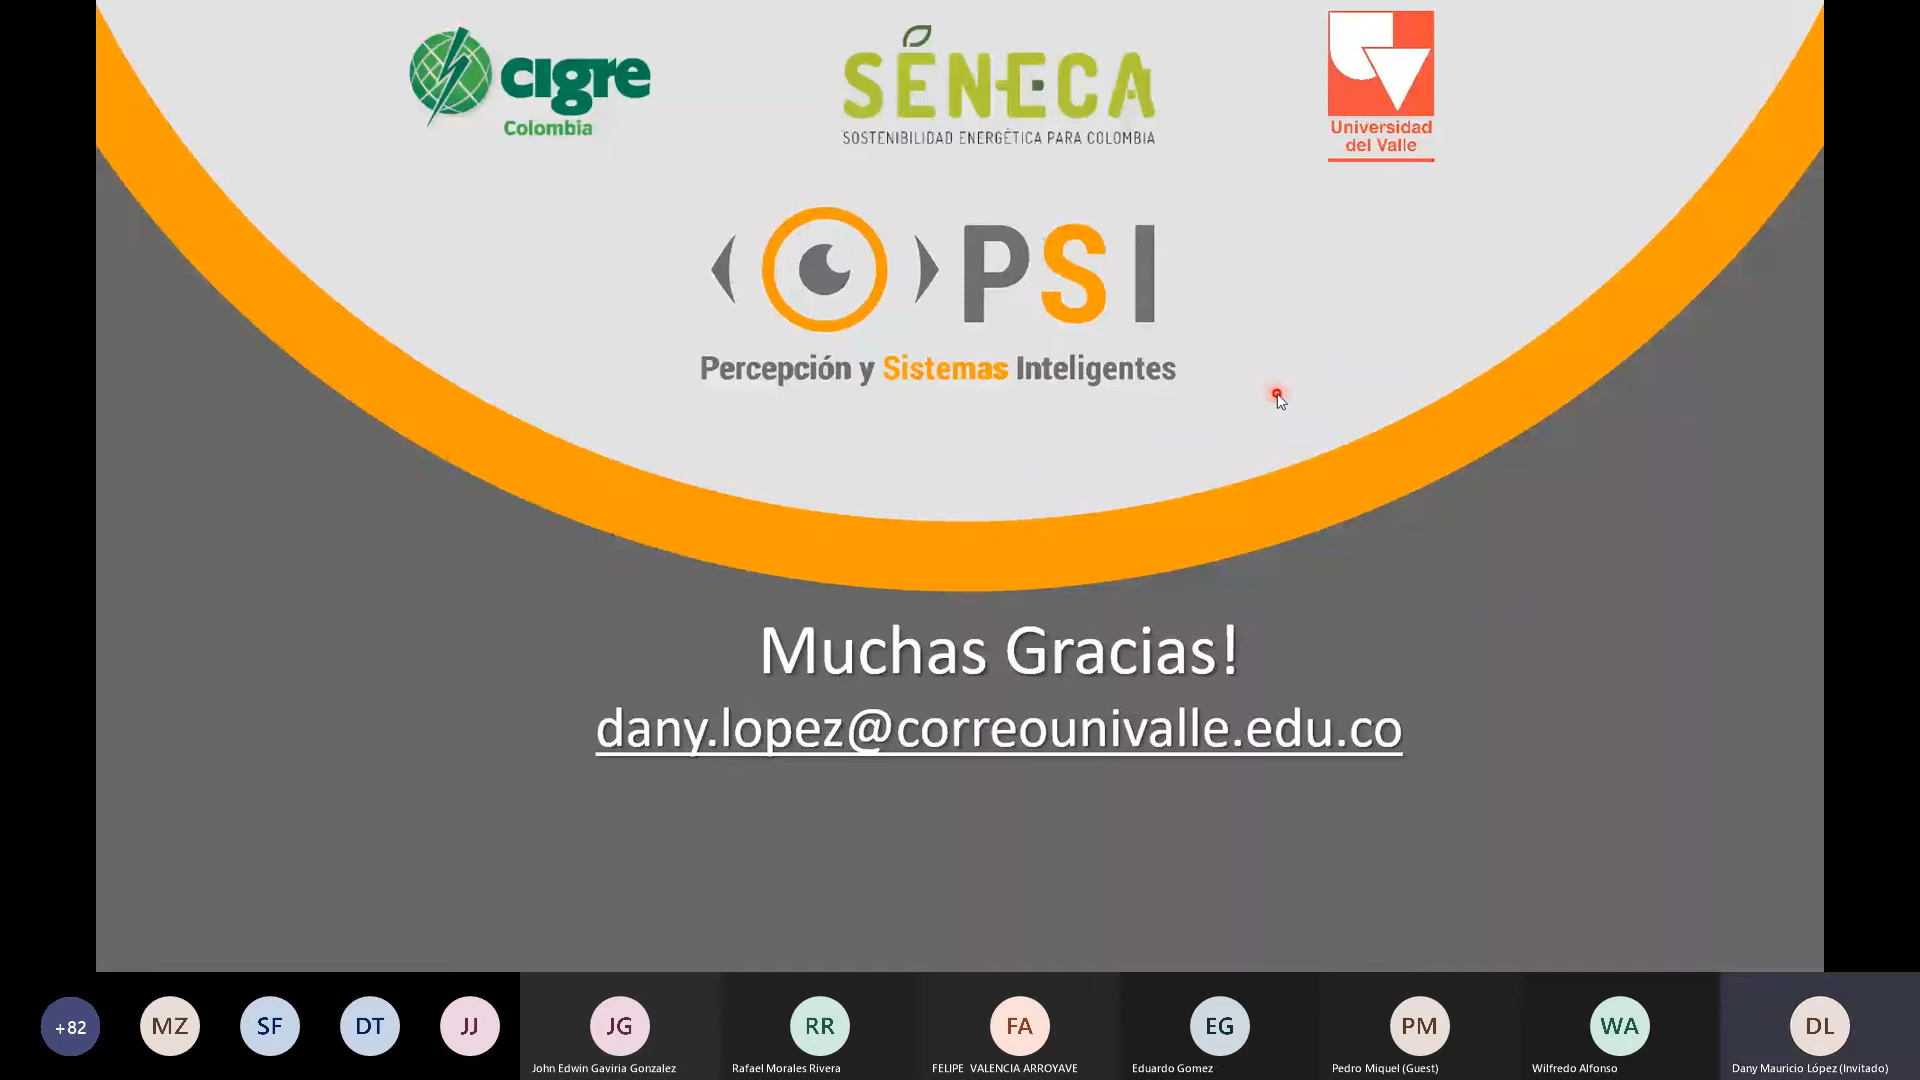 cigre
Colombia
SÉNECA
SOSTENIBILIDAD ENERGÉTICA PARA COLOMBIA
Universidad
del Valle
PSI
Percepción y Sistemas Inteligentes
Muchas Gracias!
dany.lopez@correounivalle.edu.co
+82
MZ
SF
DT
JJ
JG
RR
FA
EG
PM
WA
DL
John Edwin Gaviria Gonzalez
Rafael Morales Rivera
FELIPE VALENCIA ARROYAVE
Eduardo Gomez
Pedro Miquel (Guest)
Wilfredo Alfonso
Dany Mauricio López (Invitado)